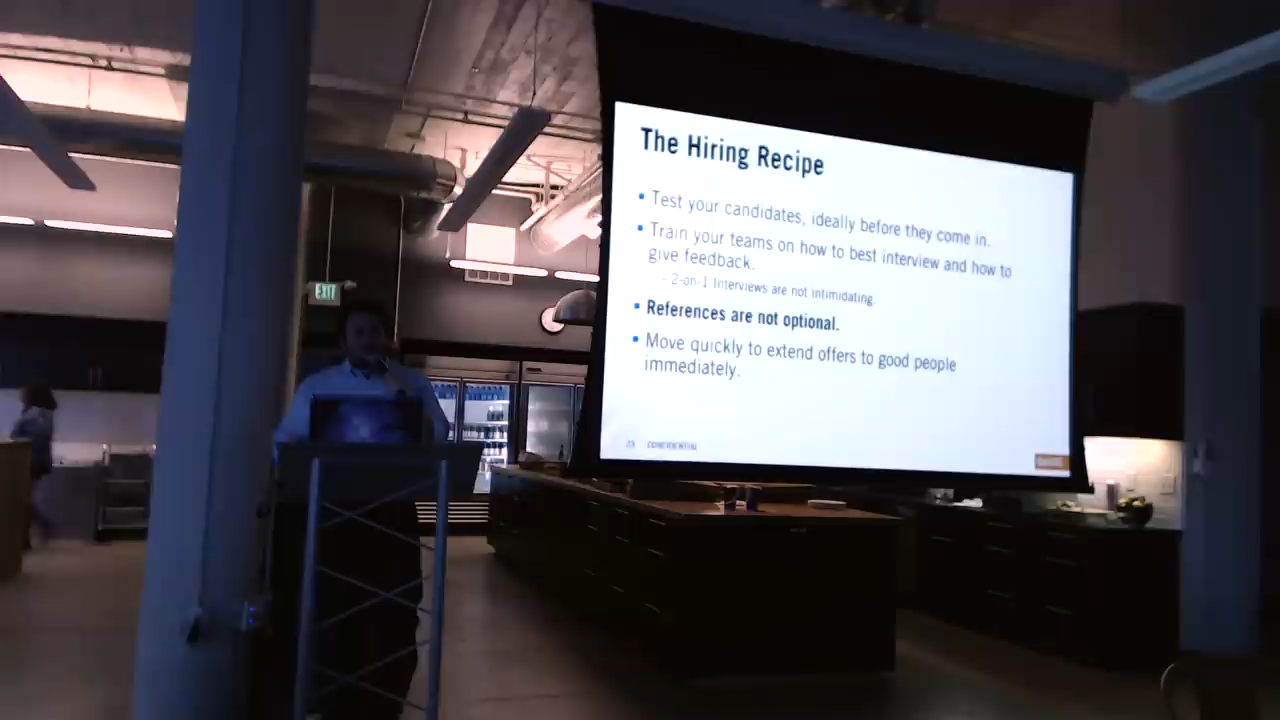 The Hiring Recipe
Test your candidates, ideally before they come in.
Train your teams on how to best interview and how to
give feedback.
- 2-on-1 Interviews are not intimidating.
References are not optional.
Move quickly to extend offers to good people
immediately.
CONFIDENTIAL
EXIT